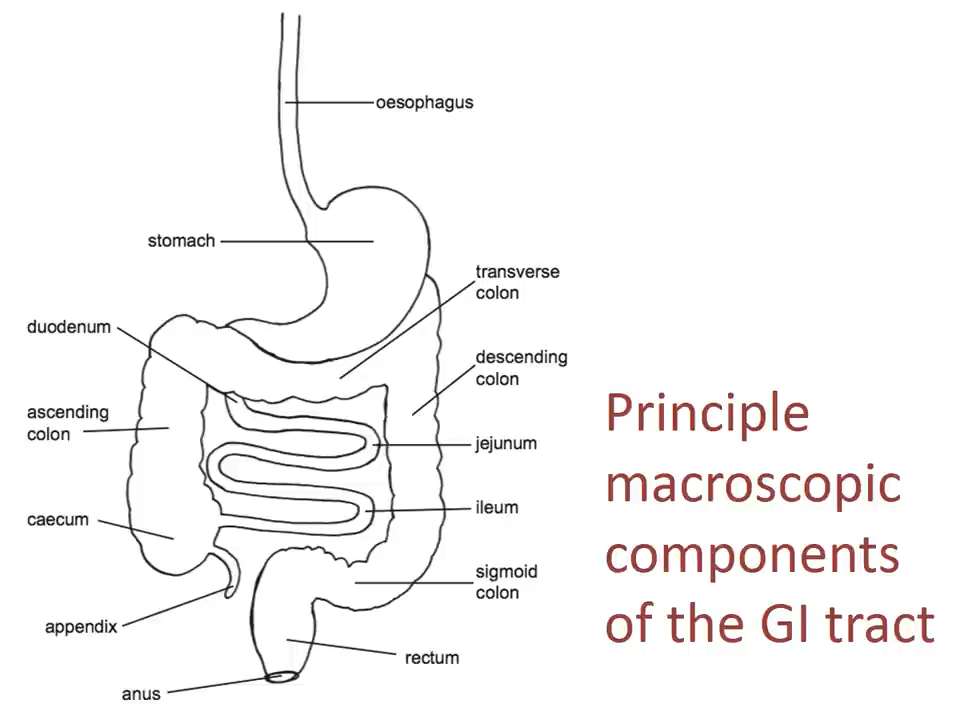 oesophagus
stomach
transverse
colon
duodenum
descending
colon
ascending
colon
jejunum
ileum
caecum
sigmoid
colon
appendix
rectum
anus
Principle
macroscopic
components
of the GI tract